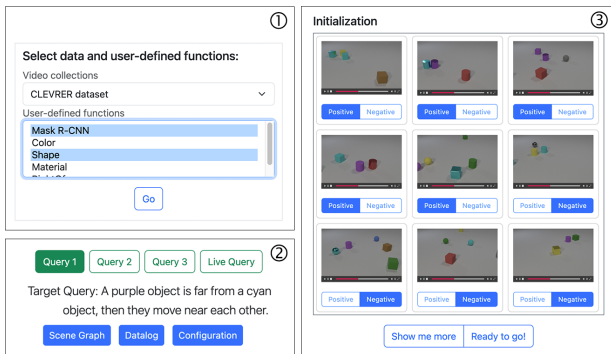 ①
Select data and user-defined functions:
Video collections
CLEVRER dataset
User-defined functions
Mask R-CNN
Color
Shape
Material
Go
②
Query 1 Query 2 Query 3 Live Query
Target Query: A purple object is far from a cyan
object, then they move near each other.
Scene Graph Datalog Configuration
③
Initialization
Positive Negative Positive Negative Positive Negative
Positive Negative Positive Negative Positive Negative
Positive Negative Positive Negative Positive Negative
Show me more Ready to go!